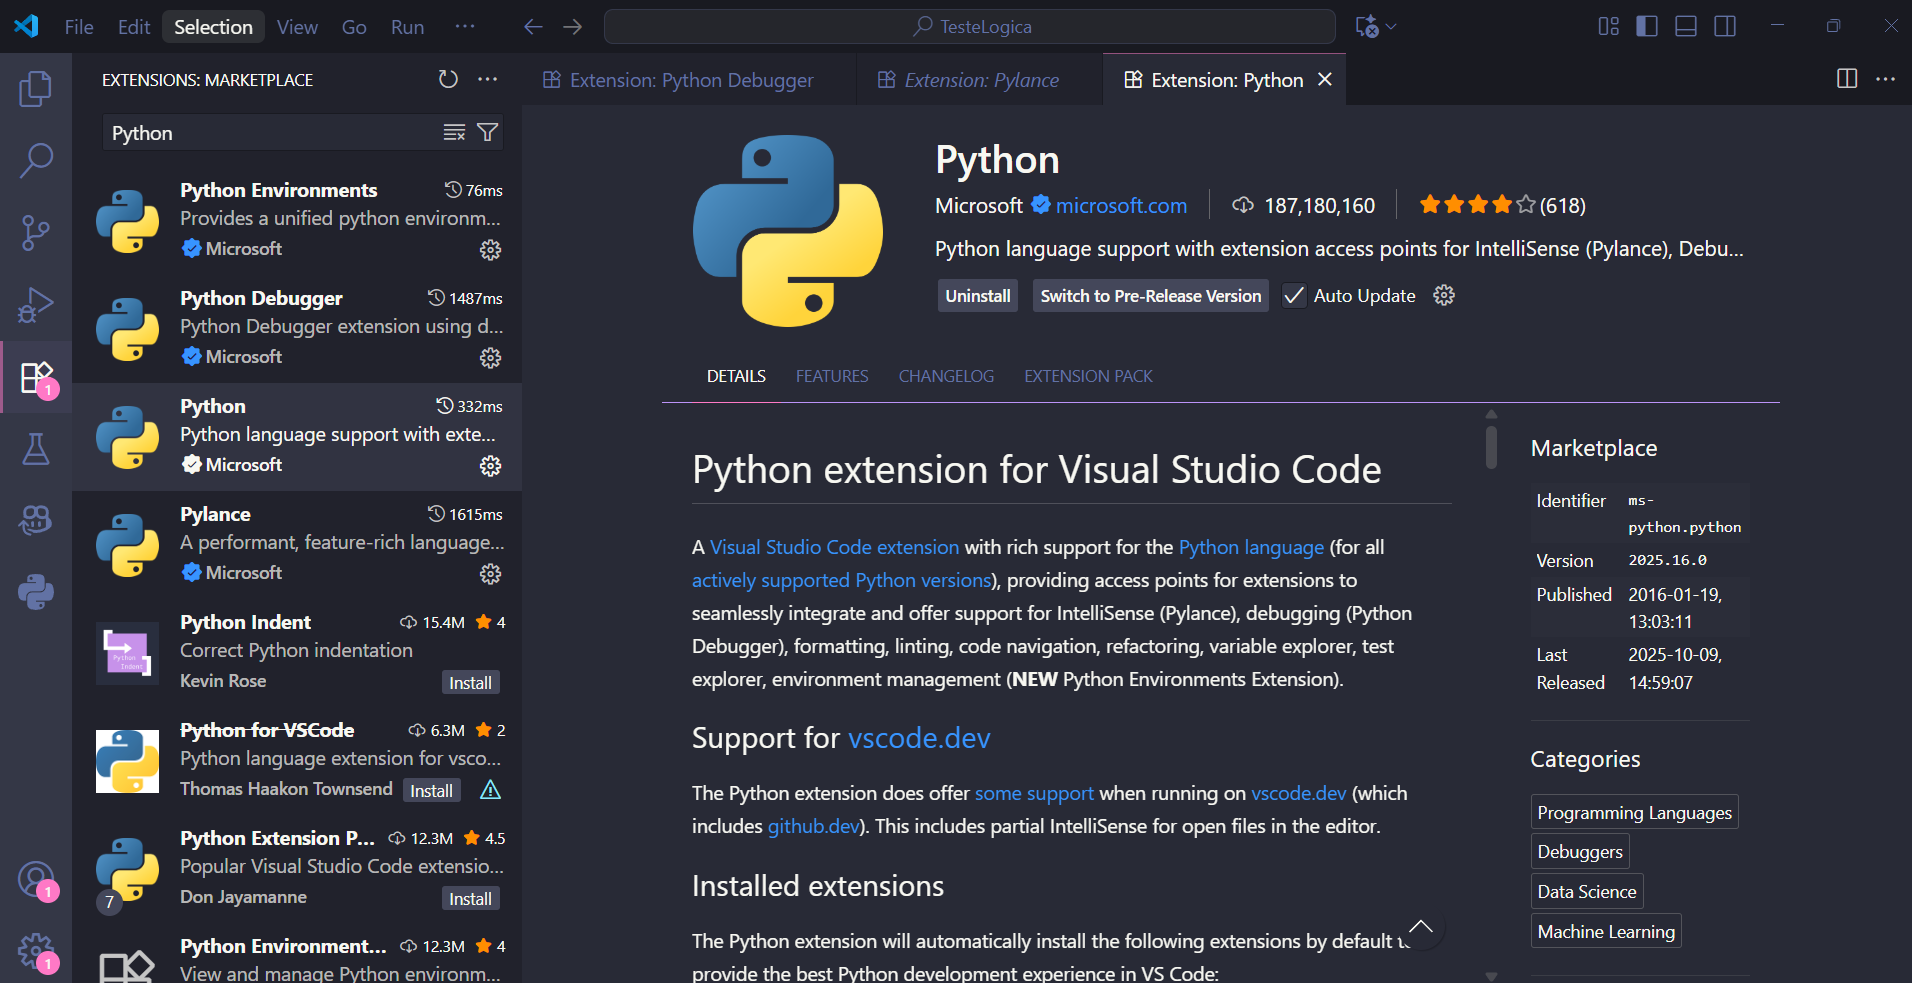 File Edit Selection View Go Run ··· TesteLogica
EXTENSIONS: MARKETPLACE
Extension: Python Debugger
Extension: Pylance
Extension: Python
Python
Python Environments 76ms
Provides a unified python environm...
Microsoft
Python Debugger 1487ms
Python Debugger extension using d...
Microsoft
Python 332ms
Python language support with exte...
Microsoft
1
Pylance 1615ms
A performant, feature-rich language...
Microsoft
Python Indent 15.4M 4
Correct Python indentation
Kevin Rose Install
Python
Indent
Python for VSCode 6.3M 2
Python language extension for vsco...
Thomas Haakon Townsend Install
Python Extension P... 12.3M 4.5
Popular Visual Studio Code extensio...
Don Jayamanne Install
7
1
Python Environment... 12.3M 4
View and manage Python environm...
1
Python
Microsoft microsoft.com 187,180,160 (618)
Python language support with extension access points for IntelliSense (Pylance), Debu...
Uninstall Switch to Pre-Release Version Auto Update
DETAILS FEATURES CHANGELOG EXTENSION PACK
Python extension for Visual Studio Code
A Visual Studio Code extension with rich support for the Python language (for all
actively supported Python versions), providing access points for extensions to
seamlessly integrate and offer support for IntelliSense (Pylance), debugging (Python
Debugger), formatting, linting, code navigation, refactoring, variable explorer, test
explorer, environment management (NEW Python Environments Extension).
Support for vscode.dev
The Python extension does offer some support when running on vscode.dev (which
includes github.dev). This includes partial IntelliSense for open files in the editor.
Installed extensions
The Python extension will automatically install the following extensions by default
provide the best Python development experience in VS Code:
Marketplace
Identifier ms-
python.python
Version 2025.16.0
Published 2016-01-19,
13:03:11
Last 2025-10-09,
Released 14:59:07
Categories
Programming Languages
Debuggers
Data Science
Machine Learning